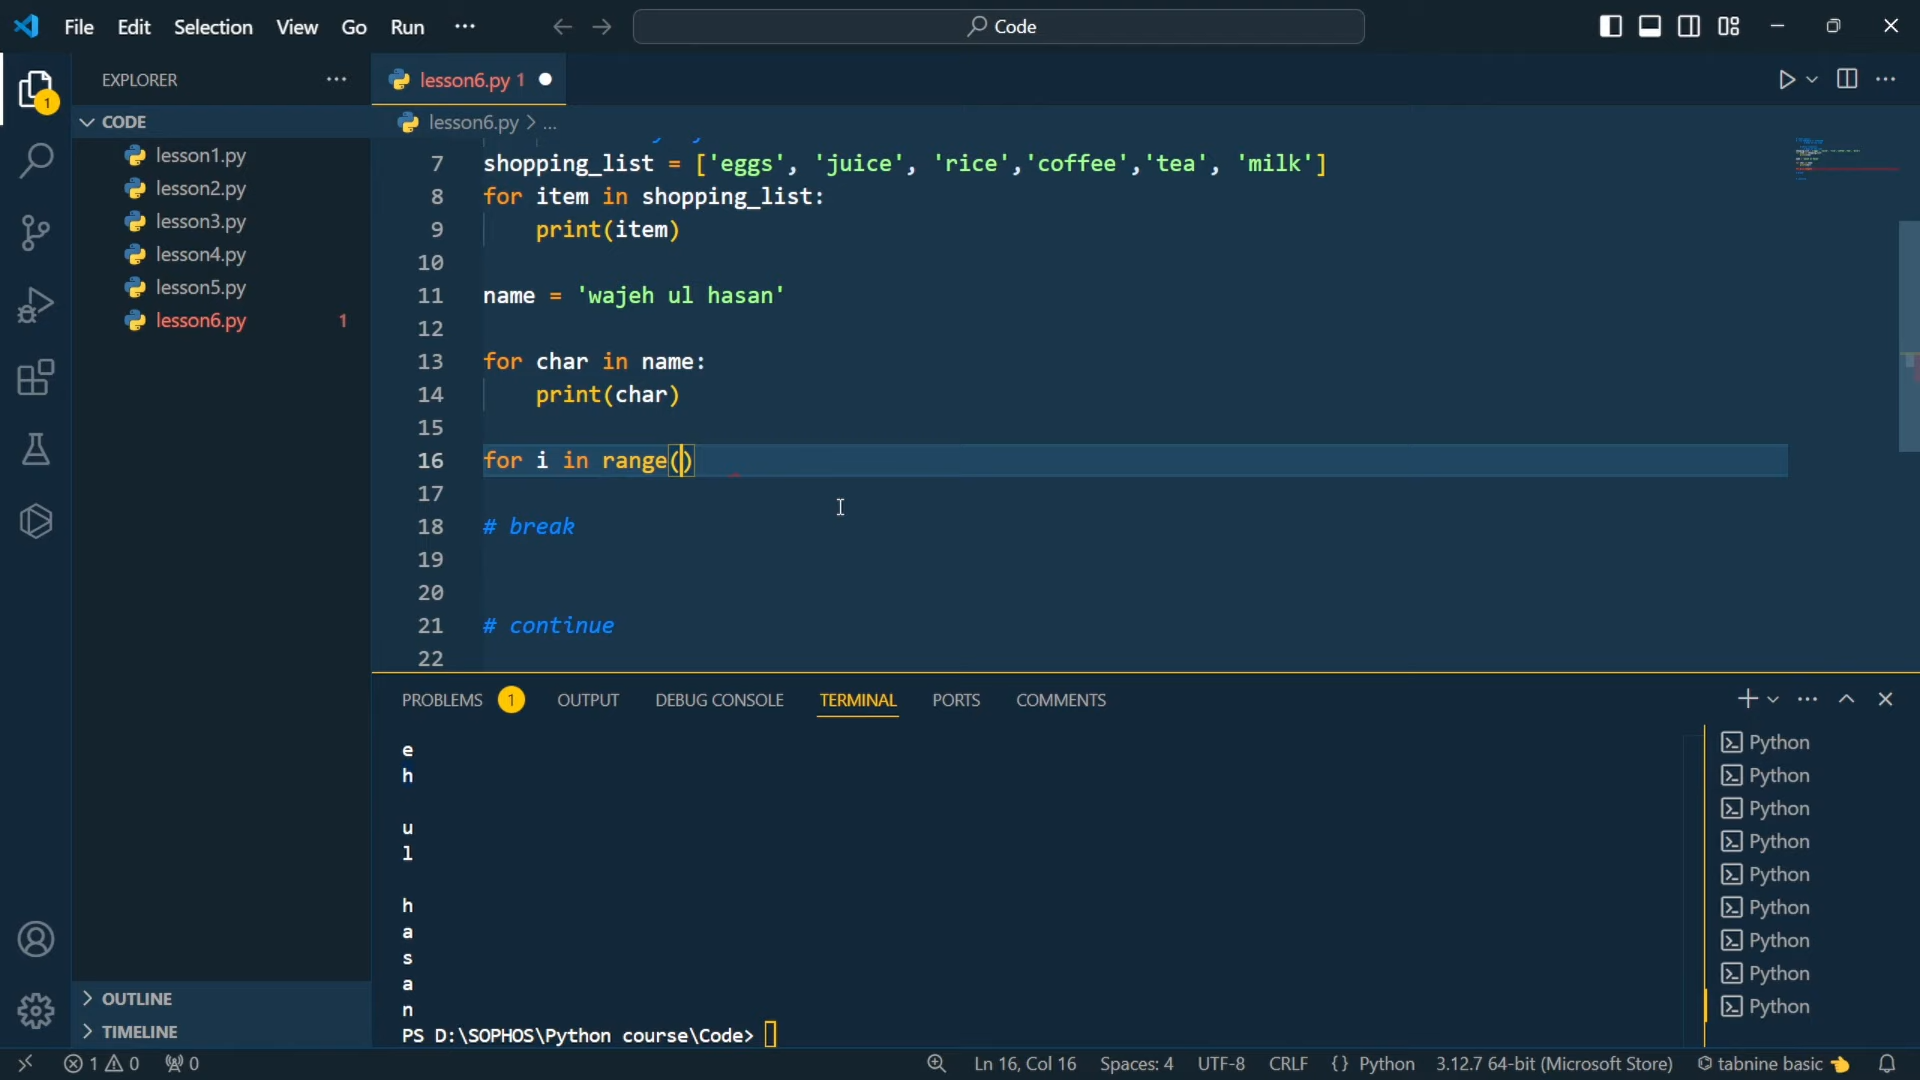 File Edit Selection View Go Run ··· Code
EXPLORER ···
CODE
lesson1.py
lesson2.py
lesson3.py
lesson4.py
lesson5.py
lesson6.py 1
OUTLINE
TIMELINE
lesson6.py 1
lesson6.py > ...
7 shopping_list = ['eggs', 'juice', 'rice','coffee','tea', 'milk']
8 for item in shopping_list:
9 print(item)
10
11 name = 'wajeh ul hasan'
12
13 for char in name:
14 print(char)
15
16 for i in range()
17
18 # break
19
20
21 # continue
22
PROBLEMS 1 OUTPUT DEBUG CONSOLE TERMINAL PORTS COMMENTS
e
h
u
l
h
a
s
a
n
PS D:\SOPHOS\Python course\Code>
Python
Python
Python
Python
Python
Python
Python
Python
Python
1 0 0 Ln 16, Col 16 Spaces: 4 UTF-8 CRLF {} Python 3.12.7 64-bit (Microsoft Store) tabnine basic